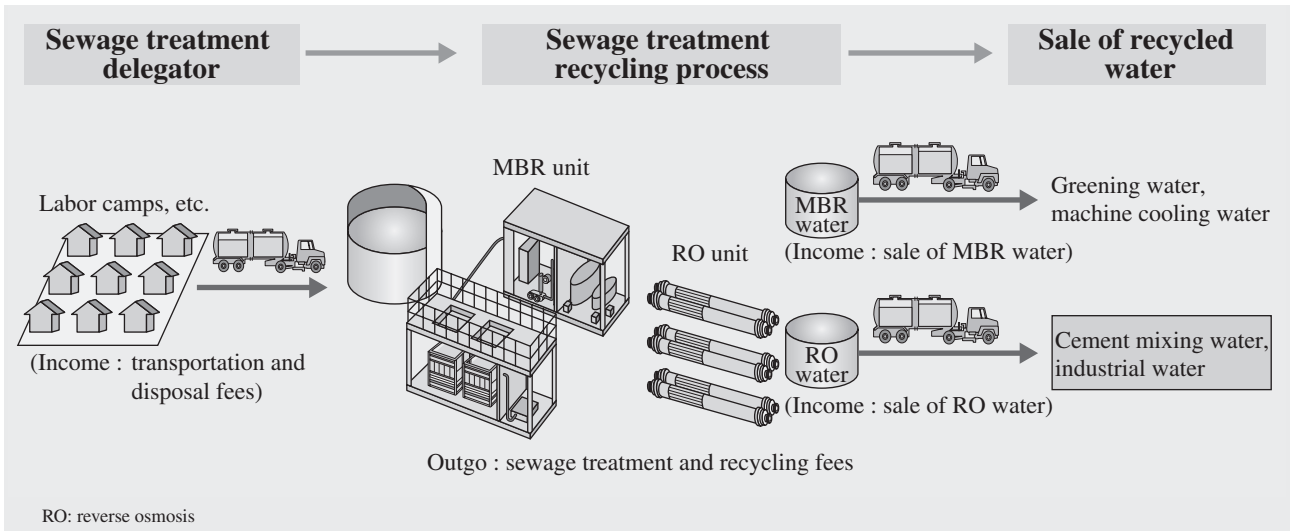 Sewage treatment
delegator
Sewage treatment
recycling process
Sale of recycled
water
Labor camps, etc.
(Income : transportation and
disposal fees)
MBR unit
RO unit
MBR
water
(Income : sale of MBR water)
Greening water,
machine cooling water
RO
water
(Income : sale of RO water)
Cement mixing water,
industrial water
Outgo : sewage treatment and recycling fees
RO: reverse osmosis